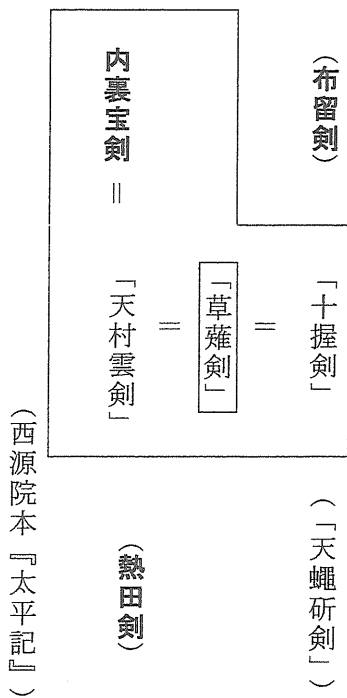 （布留剣）
「十握剣」
（「天蠅斫剣」）
＝
「草薙剣」
＝
内裏宝剣＝「天村雲剣」
（熱田剣）
（西源院本『太平記』）